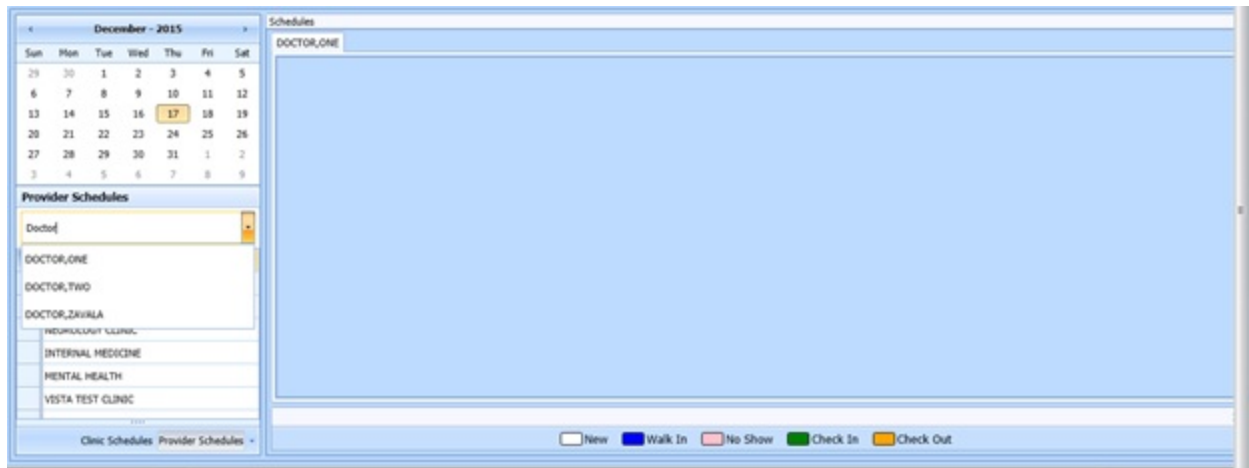 December - 2015
Sun Mon Tue Wed Thu Fri Sat
29 30 1 2 3 4 5
6 7 8 9 10 11 12
13 14 15 16 17 18 19
20 21 22 23 24 25 26
27 28 29 30 31 1 2
3 4 5 6 7 8 9
Provider Schedules
Doctor
DOCTOR,ONE
DOCTOR,TWO
DOCTOR,ZAVALA
NEUROLOGY CLINIC
INTERNAL MEDICINE
MENTAL HEALTH
VISTA TEST CLINIC
Clinic Schedules Provider Schedules
Schedules
DOCTOR,ONE
New Walk In No Show Check In Check Out